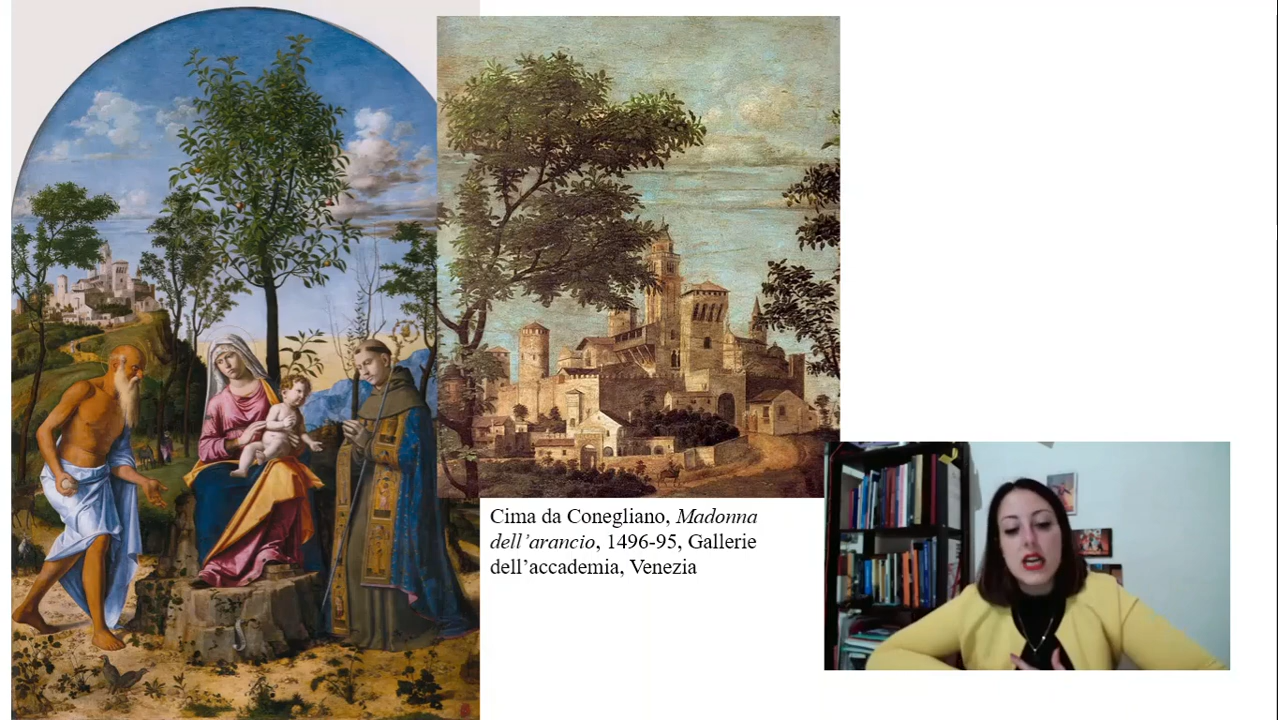 Cima da Conegliano, Madonna
dell’arancio, 1496-95, Gallerie
dell’accademia, Venezia